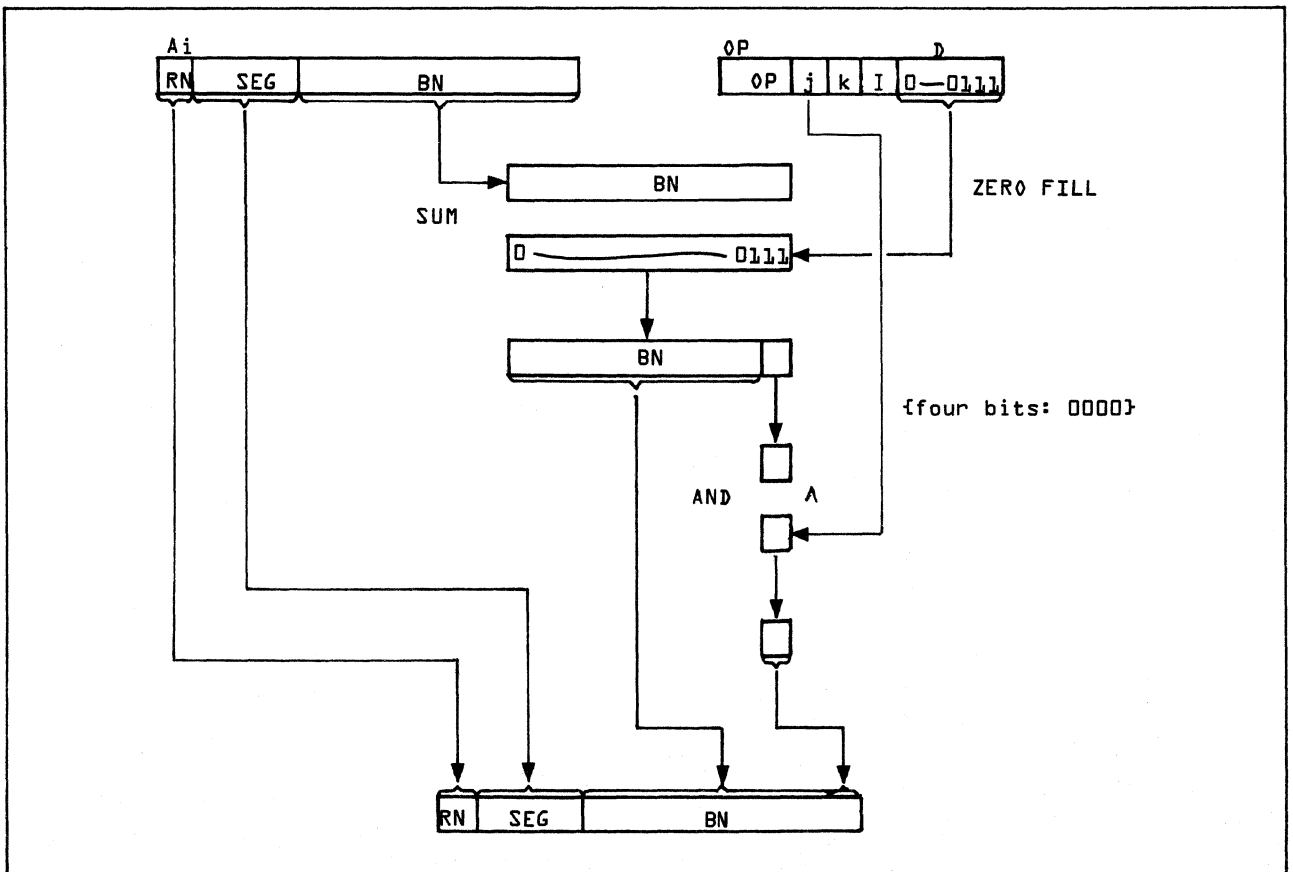 Ai
RN SEG BN
OP D
OP j k I 0—0111
BN
ZERO FILL
SUM
0 0111
BN
{four bits: 0000}
AND ∧
RN SEG BN